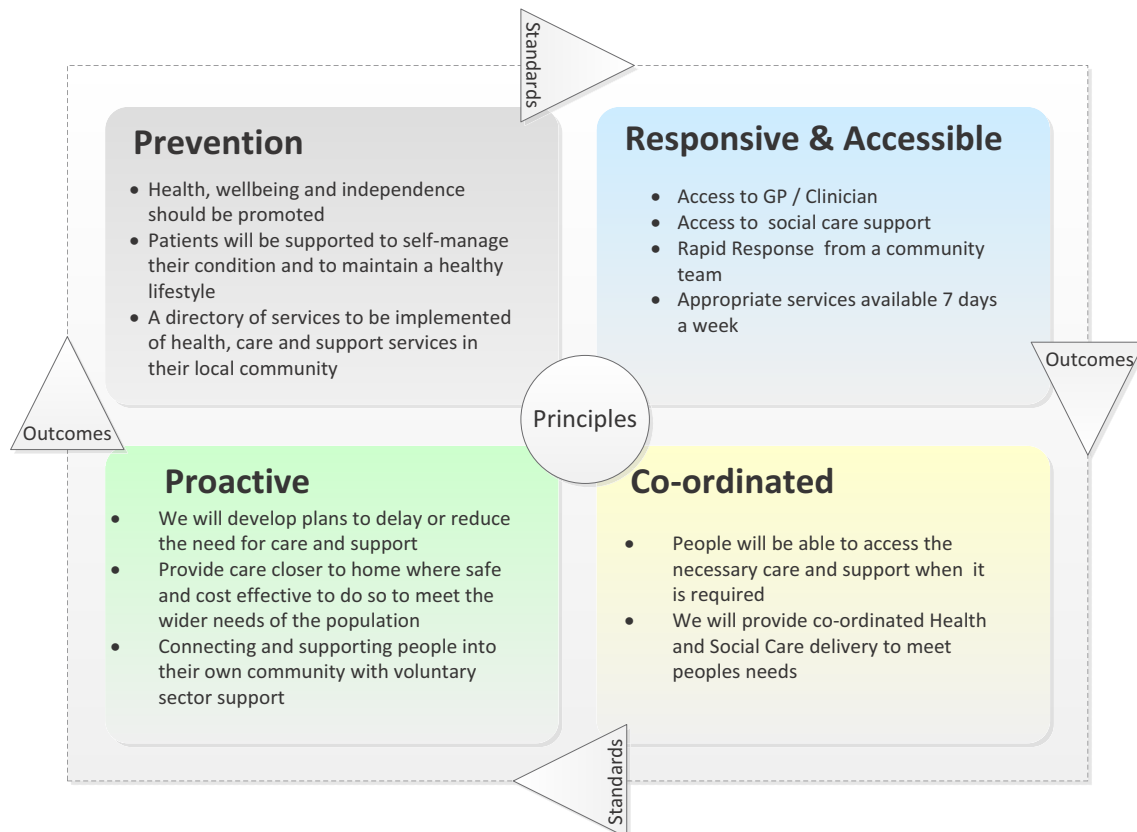 Standards
Prevention
• Health, wellbeing and independence
should be promoted
• Patients will be supported to self-manage
their condition and to maintain a healthy
lifestyle
• A directory of services to be implemented
of health, care and support services in
their local community
Responsive & Accessible
• Access to GP / Clinician
• Access to social care support
• Rapid Response from a community
team
• Appropriate services available 7 days
a week
Outcomes
Principles
Outcomes
Proactive
• We will develop plans to delay or reduce
the need for care and support
• Provide care closer to home where safe
and cost effective to do so to meet the
wider needs of the population
• Connecting and supporting people into
their own community with voluntary
sector support
Co-ordinated
• People will be able to access the
necessary care and support when it
is required
• We will provide co-ordinated Health
and Social Care delivery to meet
peoples needs
Standards